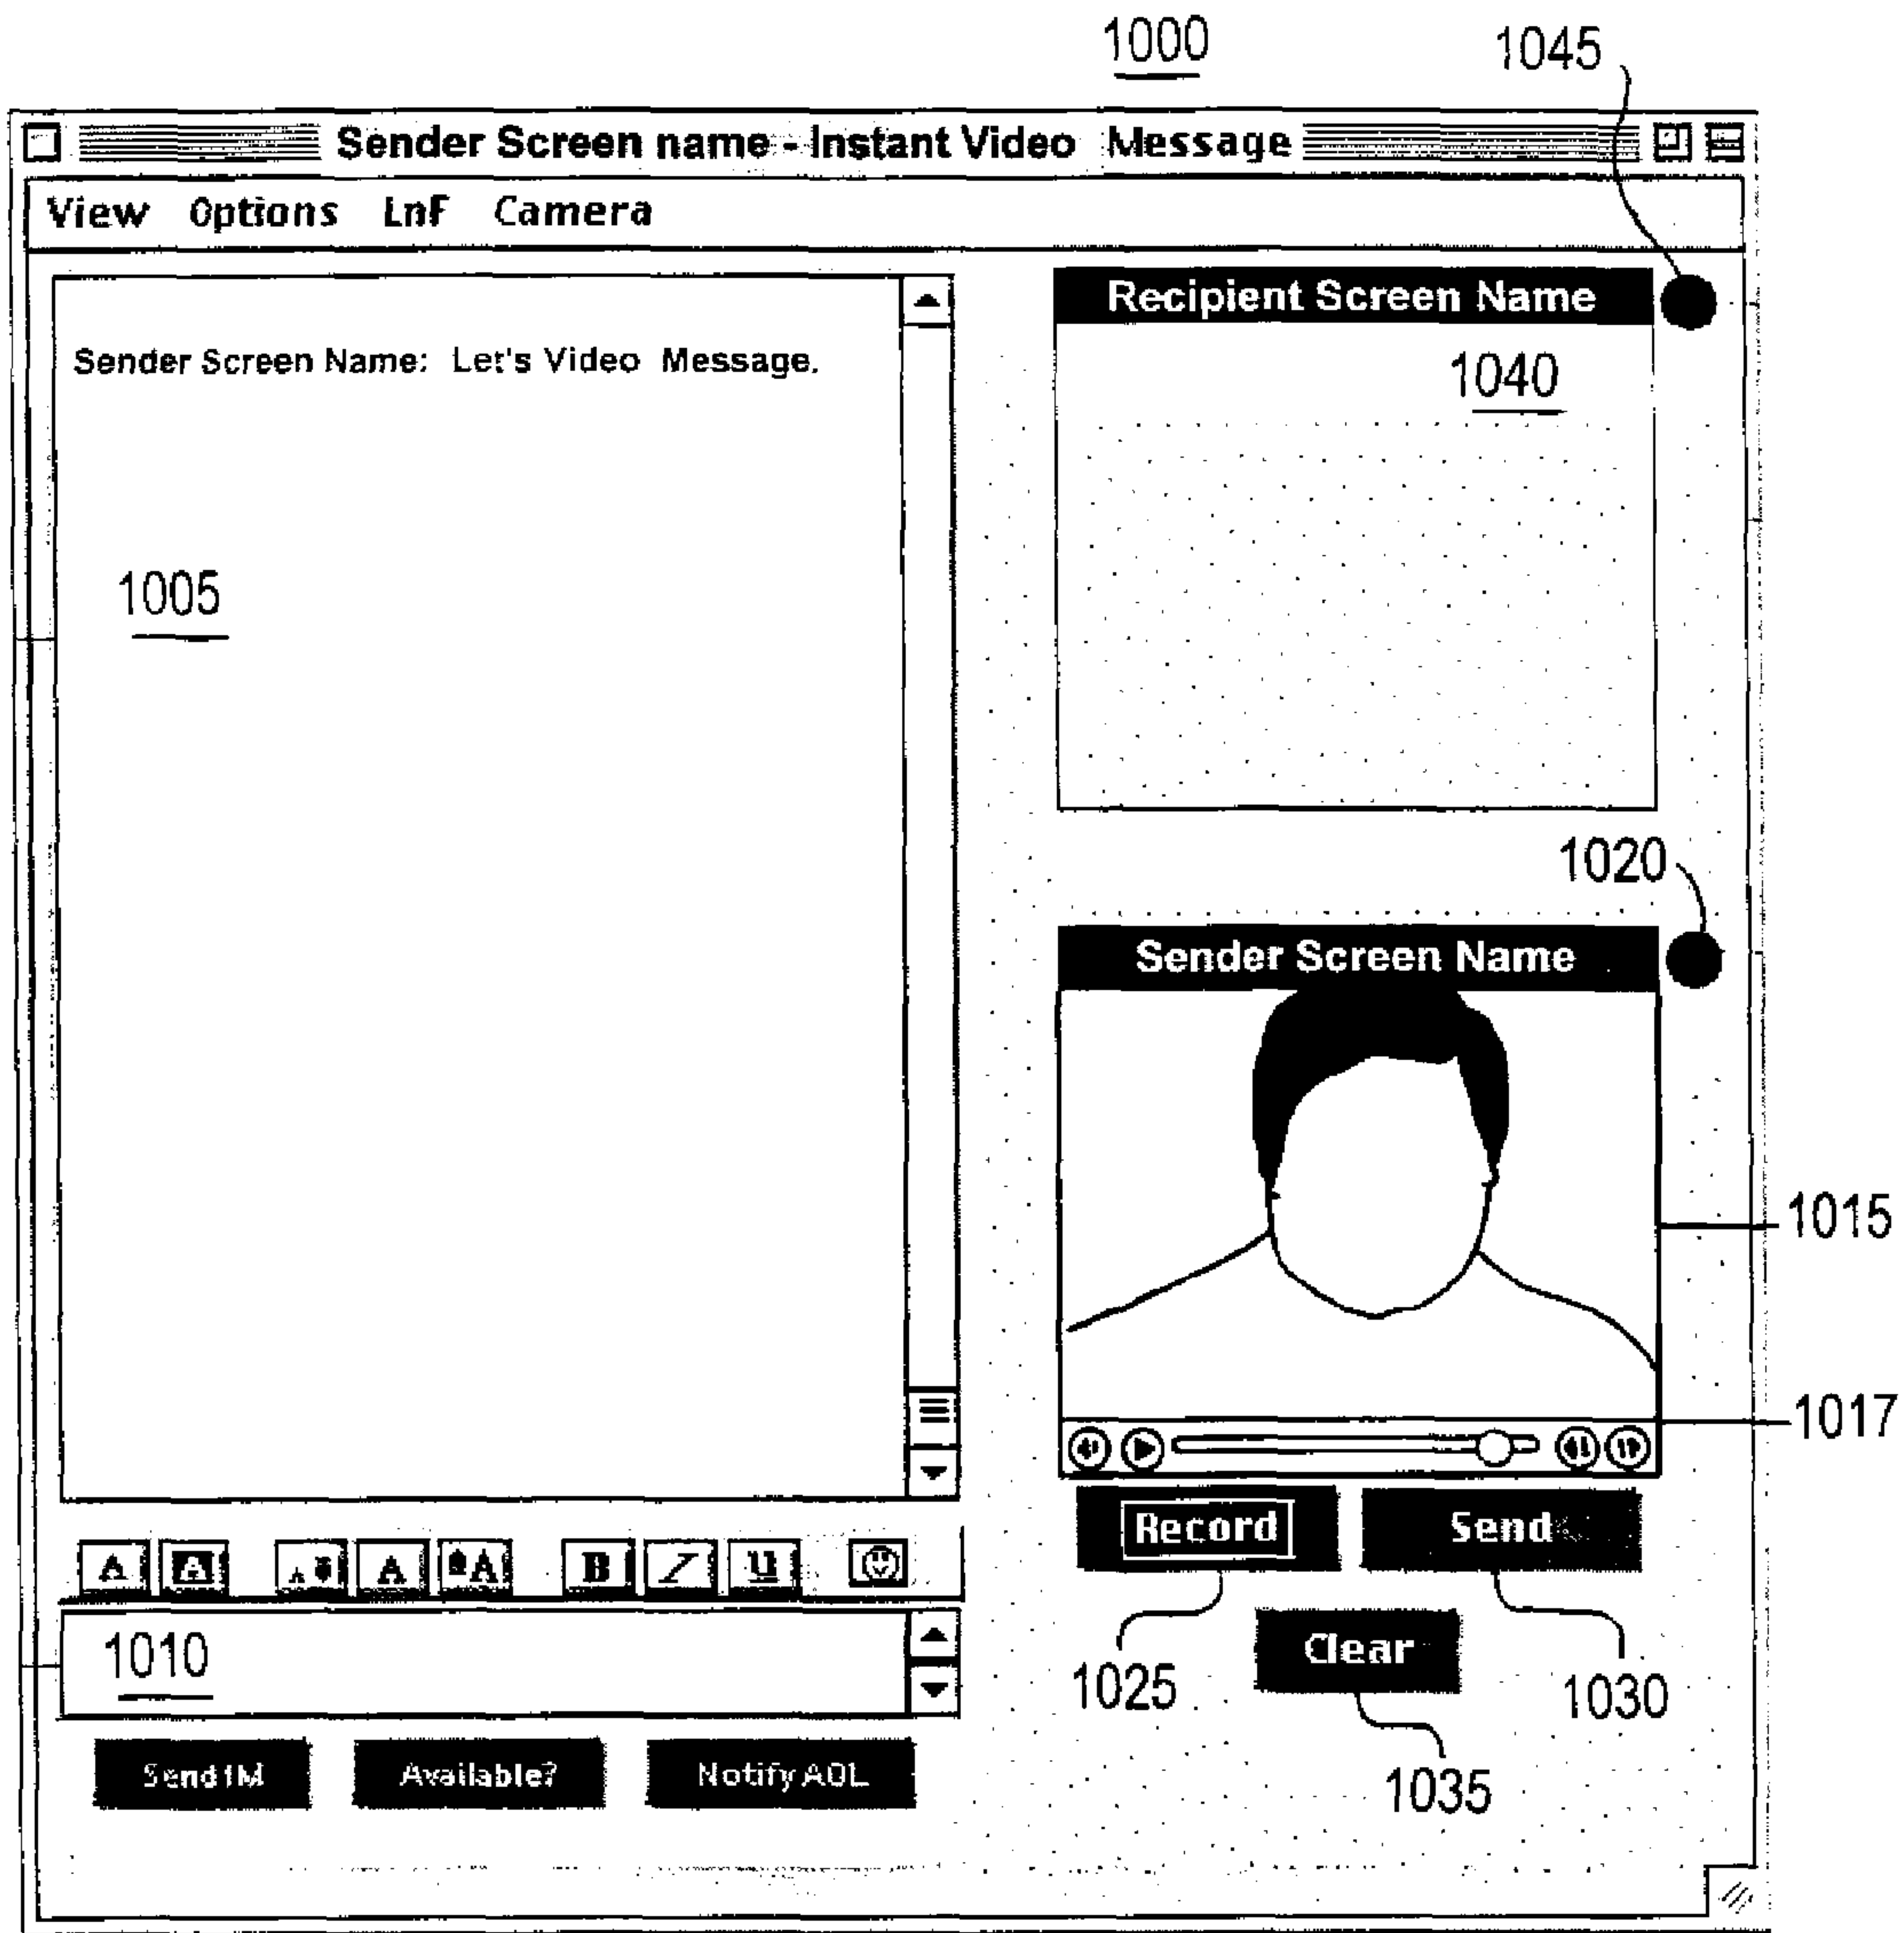 1000
1045
Sender Screen name - Instant Video Message
View Options LnF Camera
Recipient Screen Name
Sender Screen Name: Let's Video Message.
1040
1005
1020
Sender Screen Name
1015
1017
Record Send
A A A A A A B I U
1010
Clear
1025
1030
Send IM Available? Notify AOL
1035